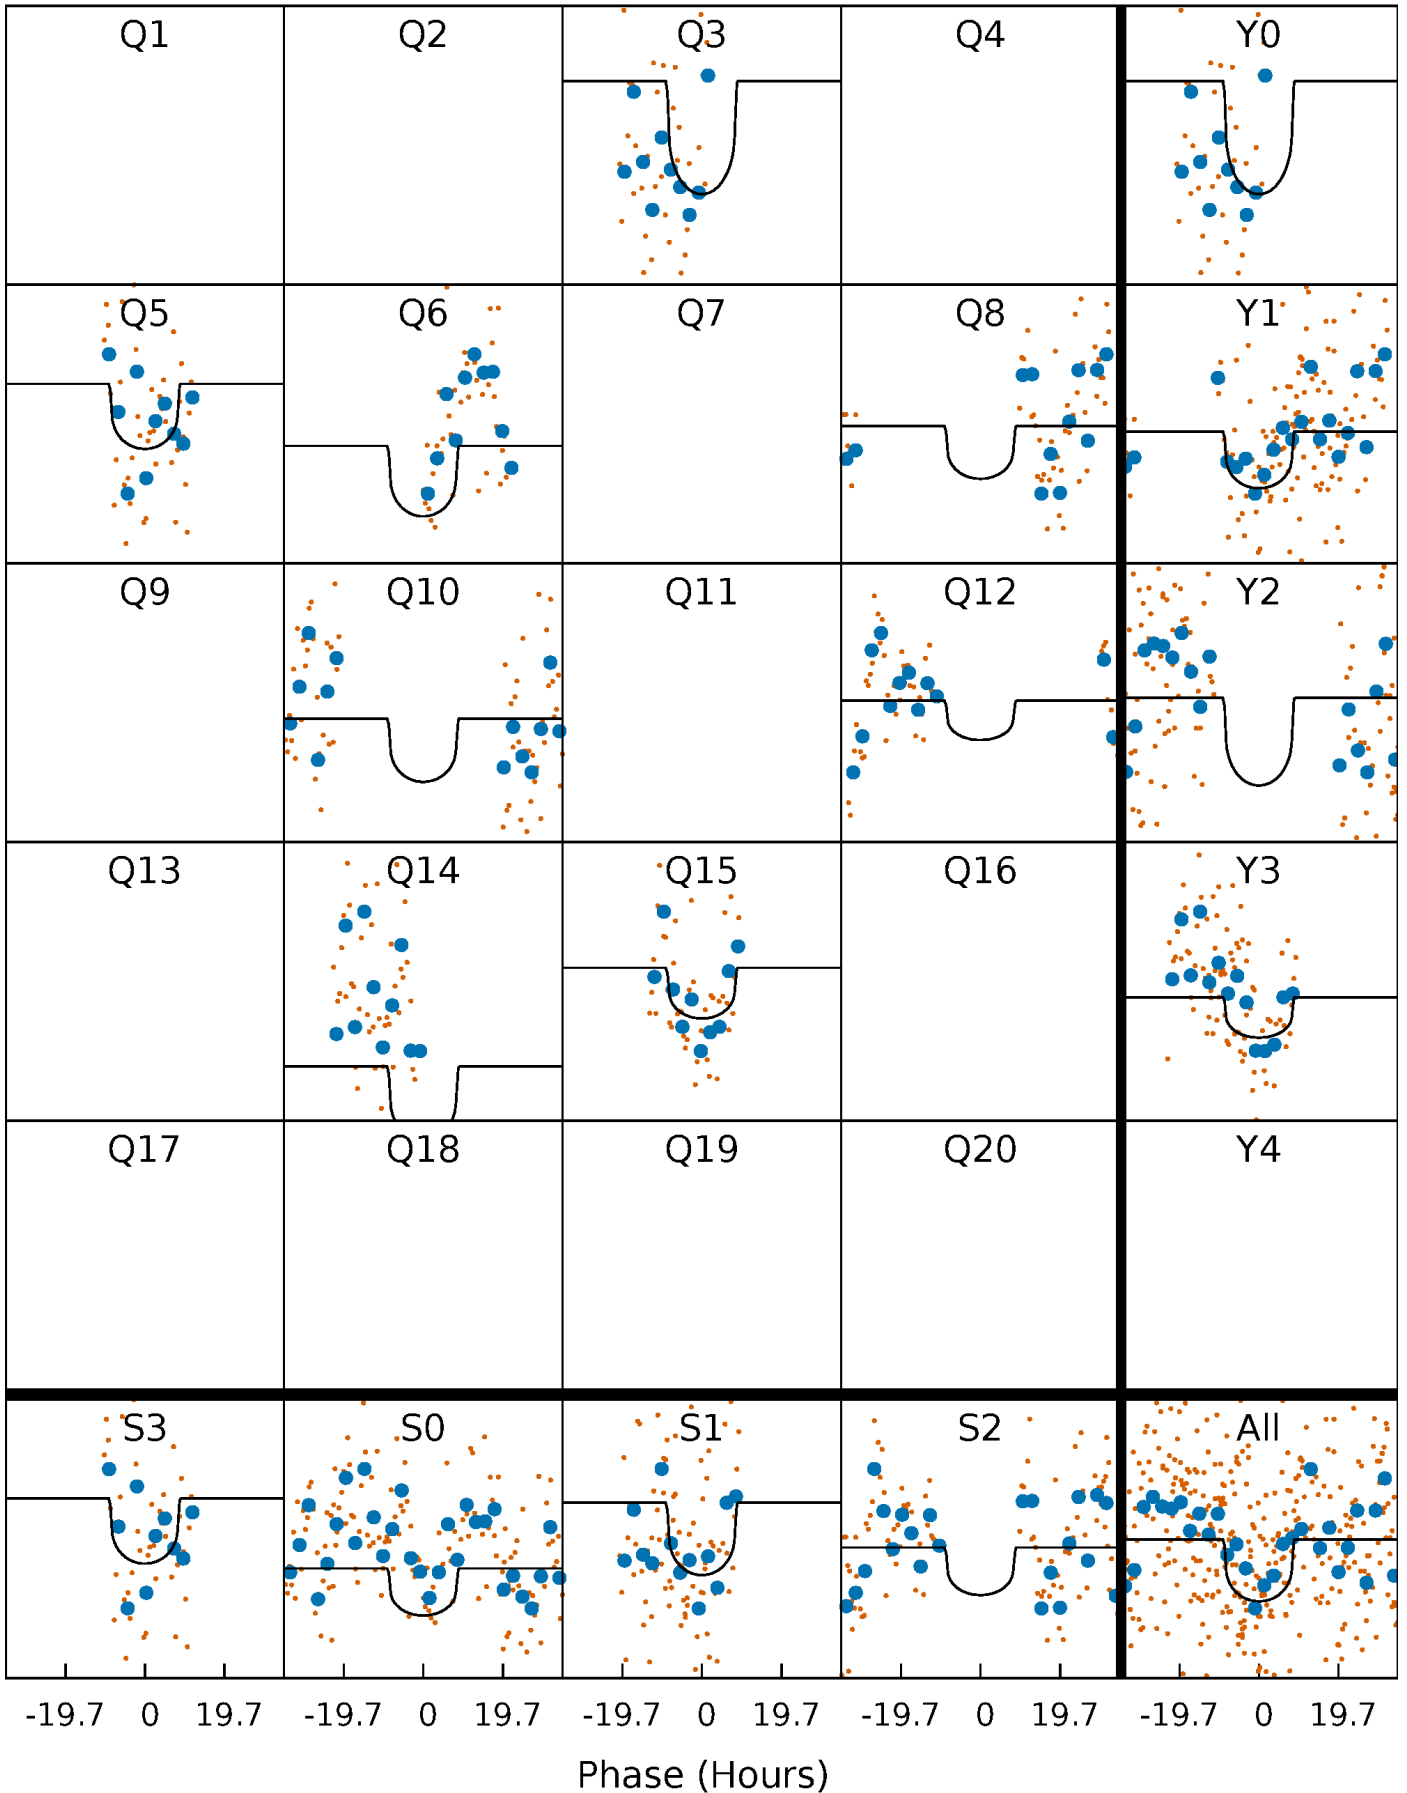 Q1 Q2 Q3 Q4 Y0
Q5 Q6 Q7 Q8 Y1
Q9 Q10 Q11 Q12 Y2
Q13 Q14 Q15 Q16 Y3
Q17 Q18 Q19 Q20 Y4
S3 S0 S1 S2 All
-19.7 0 19.7 -19.7 0 19.7 -19.7 0 19.7 -19.7 0 19.7 -19.7 0 19.7
Phase (Hours)